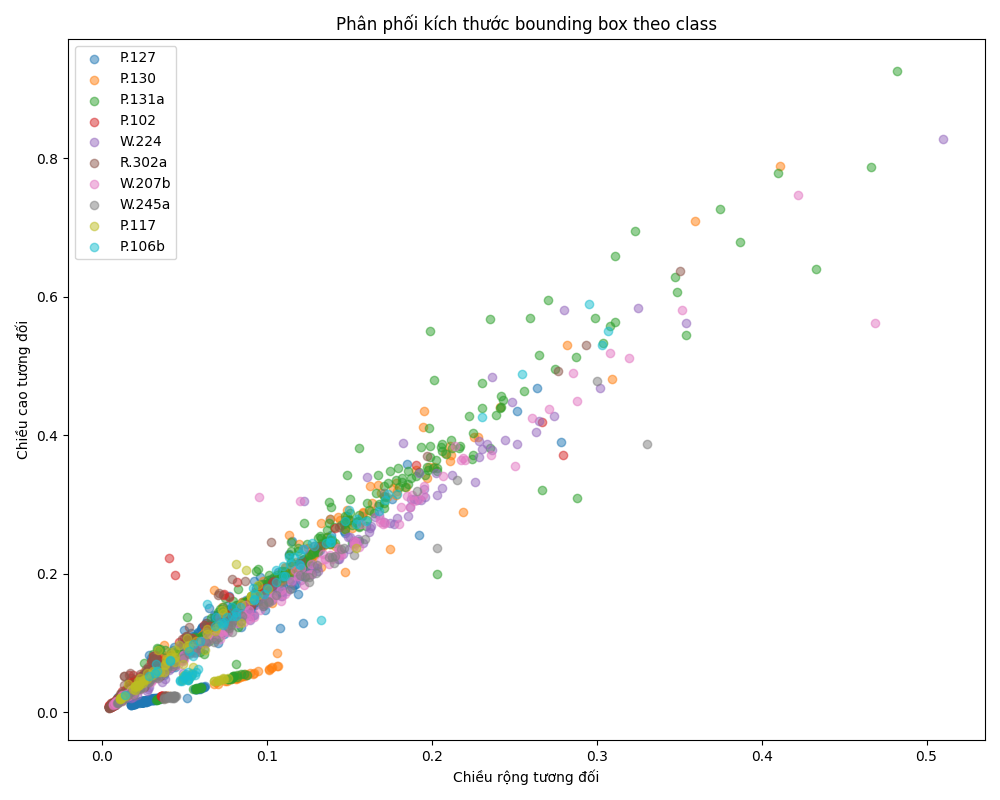 Phân phối kích thước bounding box theo class
P.127
P.130
P.131a
P.102
W.224
R.302a
W.207b
W.245a
P.117
P.106b
Chiều cao tương đối
0.8
0.6
0.4
0.2
0.0
0.0 0.1 0.2 0.3 0.4 0.5
Chiều rộng tương đối